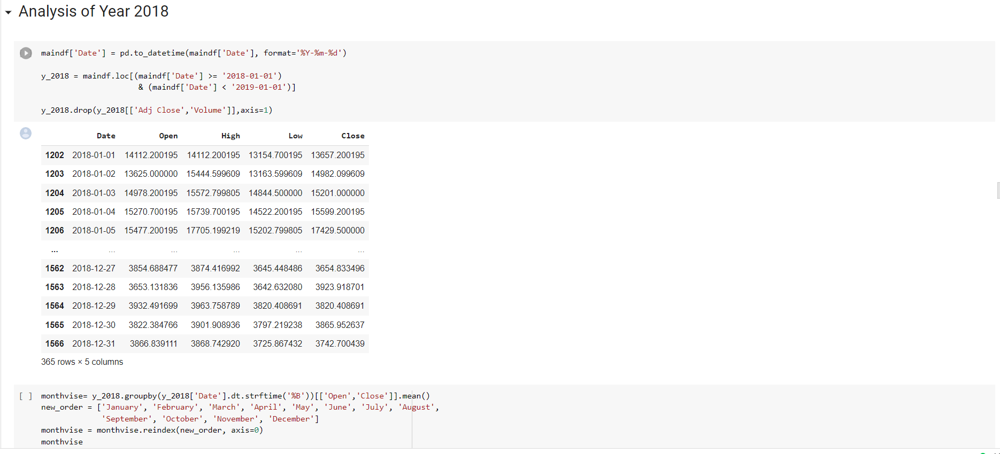 Analysis of Year 2018
maindf['Date'] = pd.to_datetime(maindf['Date'], format='%Y-%m-%d')
y_2018 = maindf.loc[(maindf['Date'] >= '2018-01-01')
& (maindf['Date'] < '2019-01-01')]
y_2018.drop(y_2018[['Adj Close','Volume']],axis=1)
Date Open High Low Close
1202 2018-01-01 14112.200195 14112.200195 13154.700195 13657.200195
1203 2018-01-02 13625.000000 15444.599609 13163.599609 14982.099609
1204 2018-01-03 14978.200195 15572.799805 14844.500000 15201.000000
1205 2018-01-04 15270.700195 15739.700195 14522.200195 15599.200195
1206 2018-01-05 15477.200195 17705.199219 15202.799805 17429.500000
... ... ... ... ... ...
1562 2018-12-27 3854.688477 3874.416992 3645.448486 3654.833496
1563 2018-12-28 3653.131836 3956.135986 3642.632080 3923.918701
1564 2018-12-29 3932.491699 3963.758789 3820.408691 3820.408691
1565 2018-12-30 3822.384766 3901.908936 3797.219238 3865.952637
1566 2018-12-31 3866.839111 3868.742920 3725.867432 3742.700439
365 rows × 5 columns
[ ] monthvise= y_2018.groupby(y_2018['Date'].dt.strftime('%B'))[['Open','Close']].mean()
new_order = ['January', 'February', 'March', 'April', 'May', 'June', 'July', 'August',
'September', 'October', 'November', 'December']
monthvise = monthvise.reindex(new_order, axis=0)
monthvise